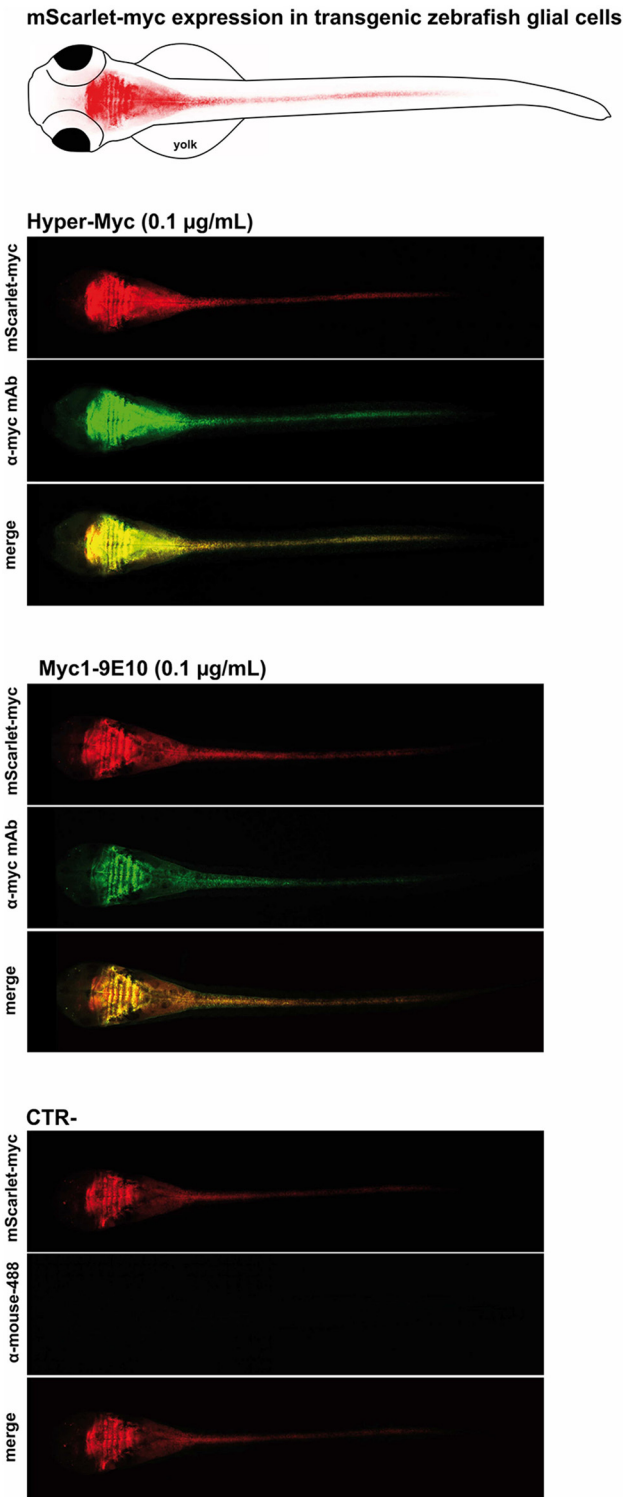 mScarlet-myc expression in transgenic zebrafish glial cells
yolk
Hyper-Myc (0.1 µg/mL)
mScarlet-myc
α-myc mAb
merge
Myc1-9E10 (0.1 µg/mL)
mScarlet-myc
α-myc mAb
merge
CTR-
mScarlet-myc
α-mouse-488
merge